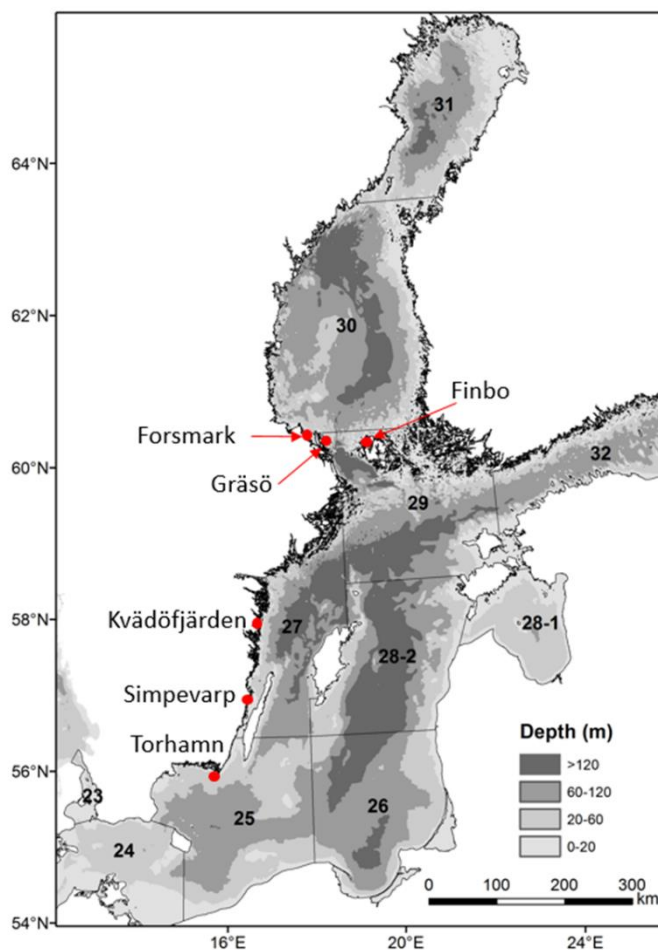 31
64°N
62°N
30
Finbo
Forsmark
60°N
32
Gräsö
29
58°N
Kvädöfjärden
27
28-1
28-2
Simpevarp
Torhamn
Depth (m)
>120
60-120
20-60
0-20
56°N
23
25
26
24
0 100 200 300
km
54°N
16°E 20°E 24°E